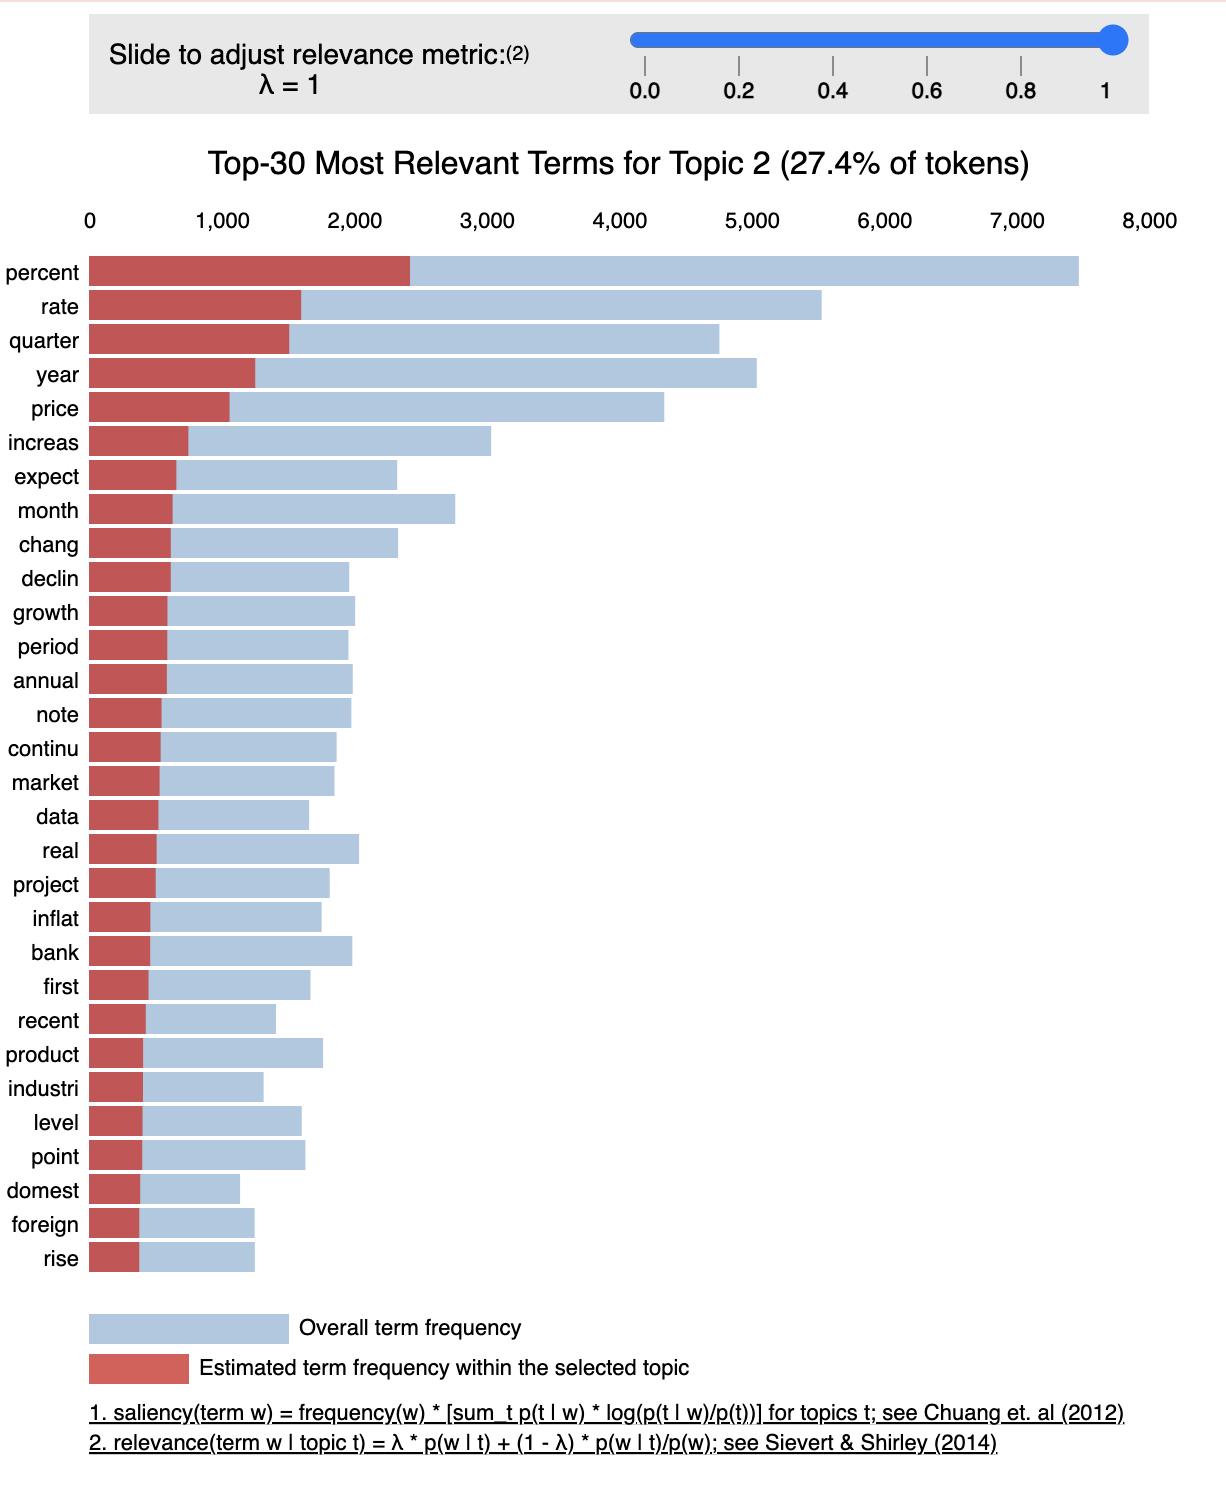 Slide to adjust relevance metric:(2)
λ = 1
0.0 0.2 0.4 0.6 0.8 1
Top-30 Most Relevant Terms for Topic 2 (27.4% of tokens)
0 1,000 2,000 3,000 4,000 5,000 6,000 7,000 8,000
percent
rate
quarter
year
price
increas
expect
month
chang
declin
growth
period
annual
note
continu
market
data
real
project
inflat
bank
first
recent
product
industri
level
point
domest
foreign
rise
Overall term frequency
Estimated term frequency within the selected topic
1. saliency(term w) = frequency(w) * [sum_t p(t | w) * log(p(t | w)/p(t))] for topics t; see Chuang et. al (2012)
2. relevance(term w | topic t) = λ * p(w | t) + (1 - λ) * p(w | t)/p(w); see Sievert & Shirley (2014)